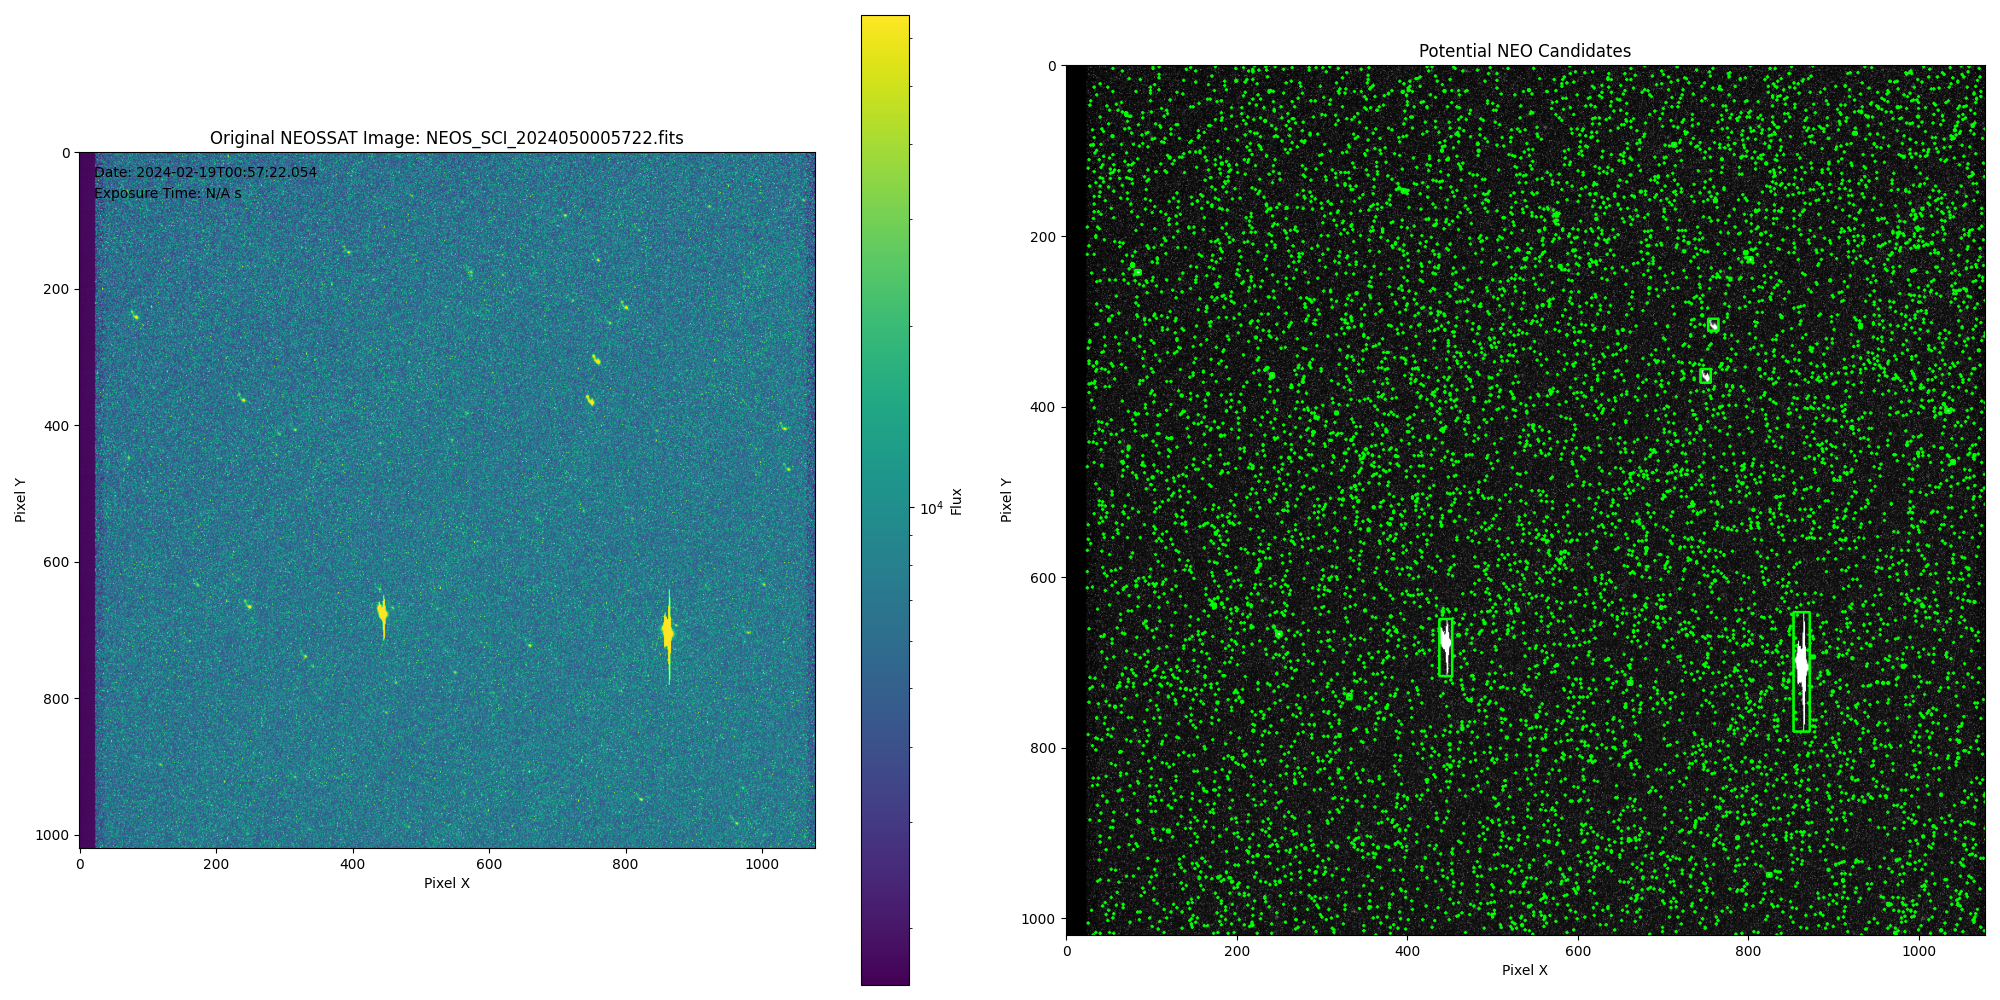 Original NEOSSAT Image: NEOS_SCI_2024050005722.fits
Date: 2024-02-19T00:57:22.054
Exposure Time: N/A s
0
200
400
600
800
1000
Pixel Y
0
200
400
600
800
1000
Pixel X
10⁴
Flux
Potential NEO Candidates
0
200
400
600
800
1000
Pixel Y
0
200
400
600
800
1000
Pixel X